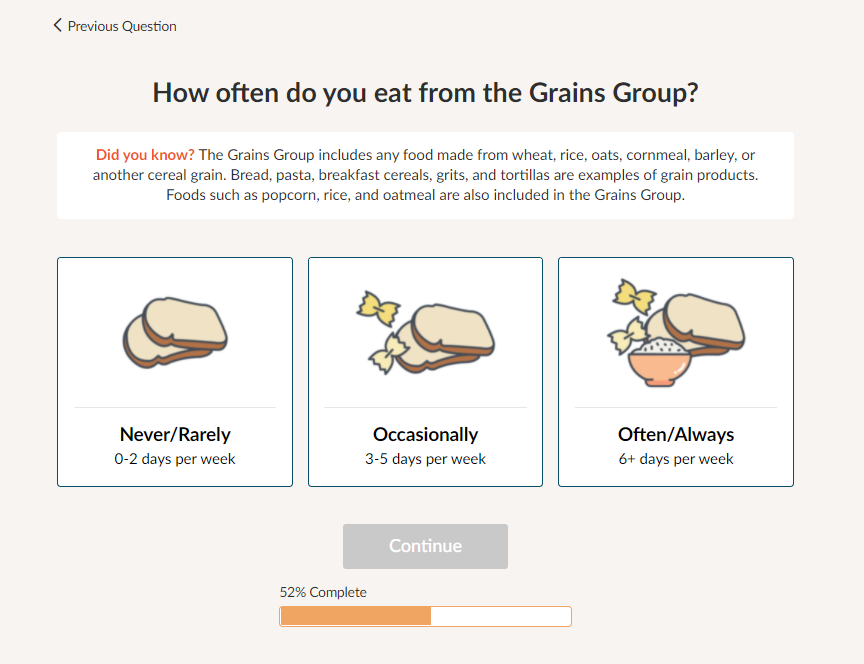 Previous Question
How often do you eat from the Grains Group?
Did you know? The Grains Group includes any food made from wheat, rice, oats, cornmeal, barley, or
another cereal grain. Bread, pasta, breakfast cereals, grits, and tortillas are examples of grain products.
Foods such as popcorn, rice, and oatmeal are also included in the Grains Group.
Never/Rarely
0-2 days per week
Occasionally
3-5 days per week
Often/Always
6+ days per week
Continue
52% Complete